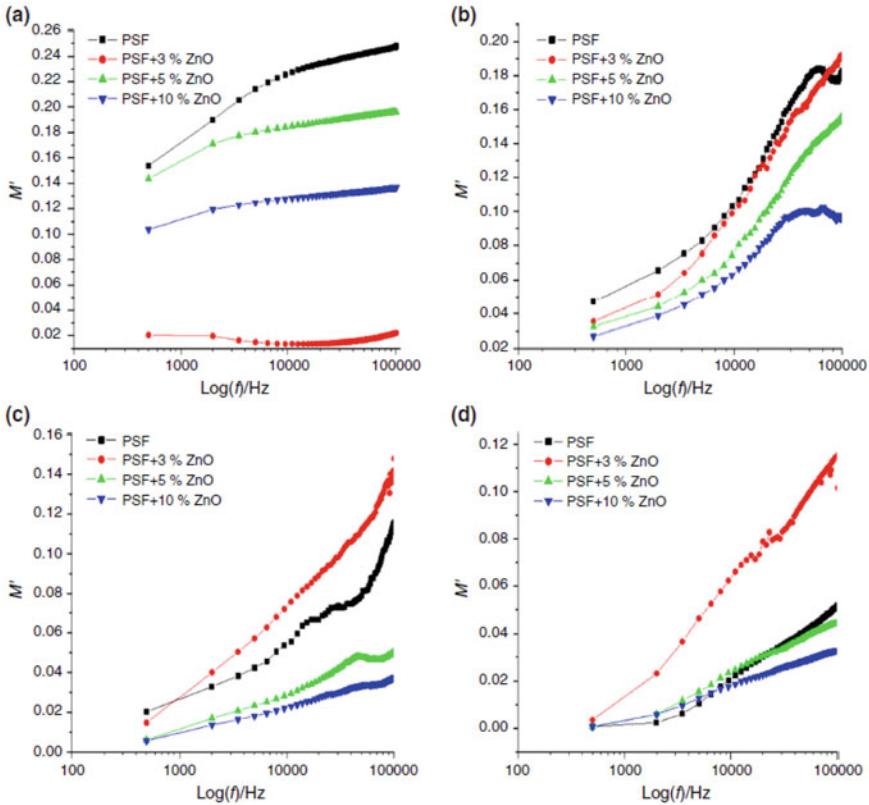 (a)
PSF
PSF+3 % ZnO
PSF+5 % ZnO
PSF+10 % ZnO
0.26
0.24
0.22
0.20
0.18
0.16
0.14
0.12
0.10
0.08
0.06
0.04
0.02
M'
100 1000 10000 100000
Log(f)/Hz
(b)
PSF
PSF+3 % ZnO
PSF+5 % ZnO
PSF+10 % ZnO
0.20
0.18
0.16
0.14
0.12
0.10
0.08
0.06
0.04
0.02
M'
100 1000 10000 100000
Log(f)/Hz
(c)
PSF
PSF+3 % ZnO
PSF+5 % ZnO
PSF+10 % ZnO
0.16
0.14
0.12
0.10
0.08
0.06
0.04
0.02
0.00
M'
100 1000 10000 100000
Log(f)/Hz
(d)
PSF
PSF+3 % ZnO
PSF+5 % ZnO
PSF+10 % ZnO
0.12
0.10
0.08
0.06
0.04
0.02
0.00
M'
100 1000 10000 100000
Log(f)/Hz